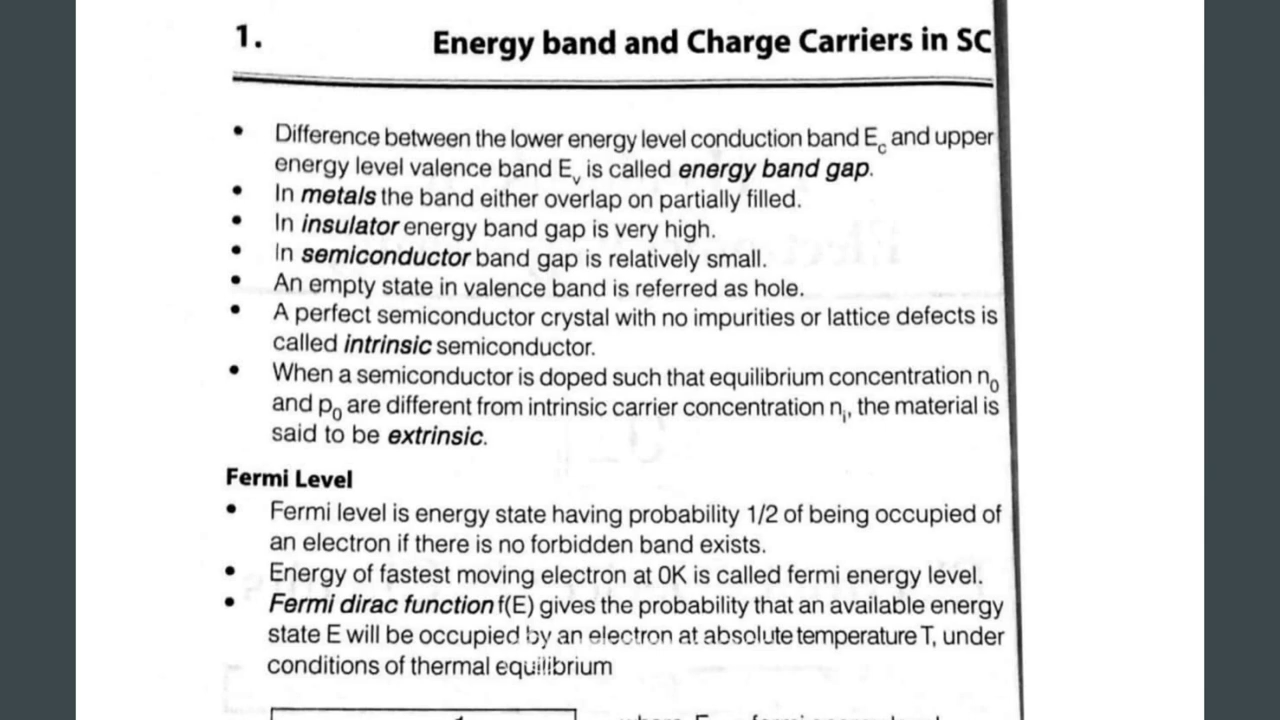 1.
Energy band and Charge Carriers in SC
• Difference between the lower energy level conduction band Ec and upper
energy level valence band Ev is called energy band gap.
• In metals the band either overlap on partially filled.
• In insulator energy band gap is very high.
• In semiconductor band gap is relatively small.
• An empty state in valence band is referred as hole.
• A perfect semiconductor crystal with no impurities or lattice defects is
called intrinsic semiconductor.
• When a semiconductor is doped such that equilibrium concentration n0
and p0 are different from intrinsic carrier concentration ni, the material is
said to be extrinsic.
Fermi Level
• Fermi level is energy state having probability 1/2 of being occupied of
an electron if there is no forbidden band exists.
• Energy of fastest moving electron at 0K is called fermi energy level.
• Fermi dirac function f(E) gives the probability that an available energy
state E will be occupied by an electron at absolute temperature T, under
conditions of thermal equilibrium